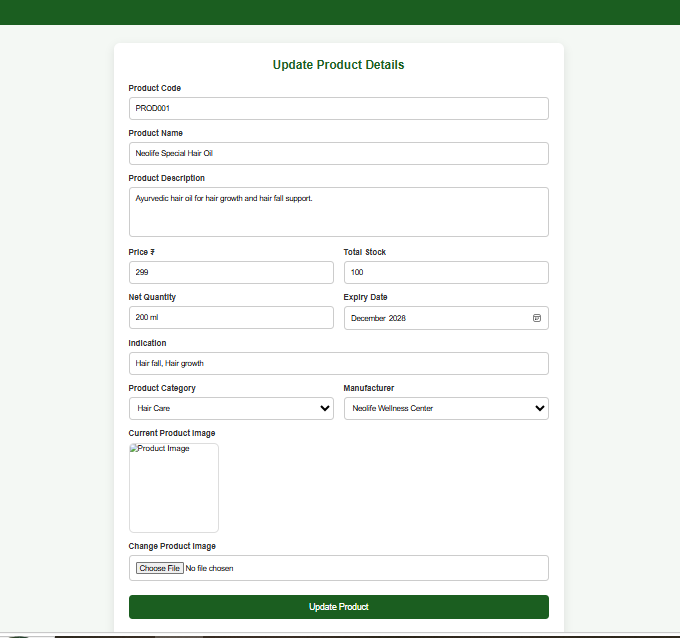 Update Product Details
Product Code
PROD001
Product Name
Neolife Special Hair Oil
Product Description
Ayurvedic hair oil for hair growth and hair fall support.
Price ₹ Total Stock
299 100
Net Quantity Expiry Date
200 ml December 2028
Indication
Hair fall, Hair growth
Product Category Manufacturer
Hair Care Neolife Wellness Center
Current Product Image
Product Image
Change Product Image
Choose File No file chosen
Update Product